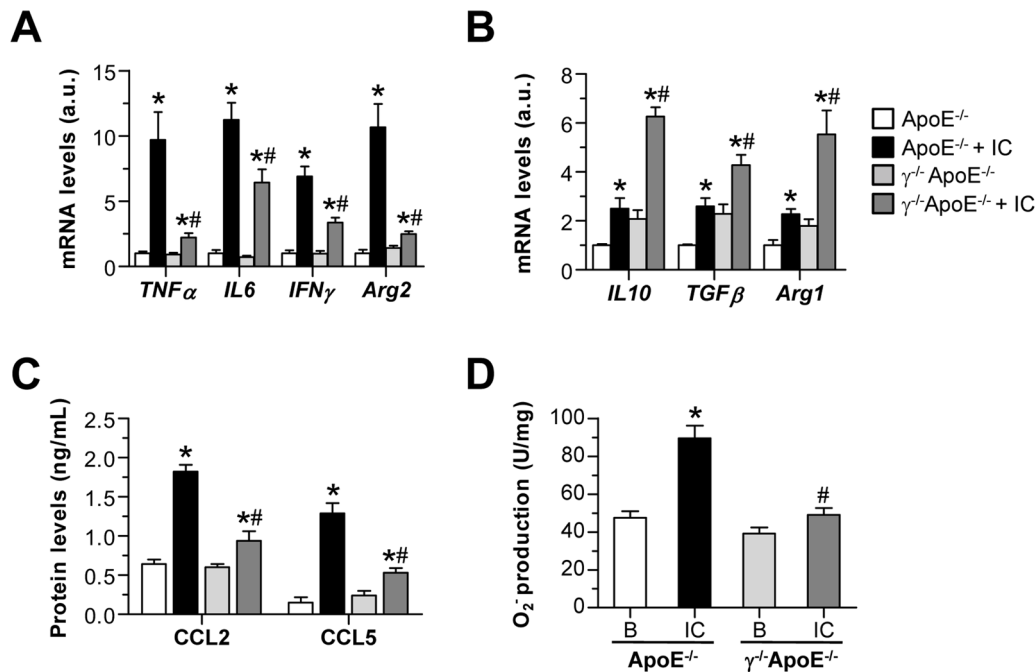 A
mRNA levels (a.u.)
15
10
5
0
*
*
*#
*
*#
*
*#
*#
TNFα IL6 IFNγ Arg2
B
mRNA levels (a.u.)
8
6
4
2
0
*
*#
*
*#
*
*#
IL10 TGFβ Arg1
ApoE-/-
ApoE-/- + IC
γ-/-ApoE-/-
γ-/-ApoE-/- + IC
C
Protein levels (ng/mL)
2.5
2.0
1.5
1.0
0.5
0.0
*
*#
*
*#
CCL2 CCL5
D
O2- production (U/mg)
100
80
60
40
20
0
*
#
B IC B IC
ApoE-/- γ-/-ApoE-/-